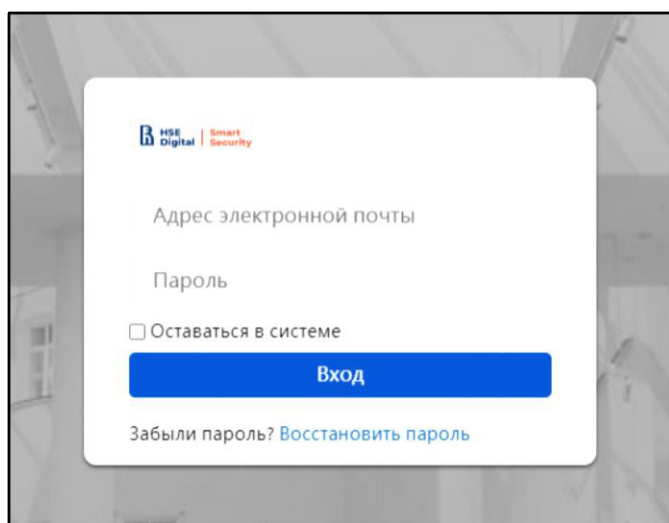 HSE Digital | Smart Security
Адрес электронной почты
Пароль
Оставаться в системе
Вход
Забыли пароль? Восстановить пароль